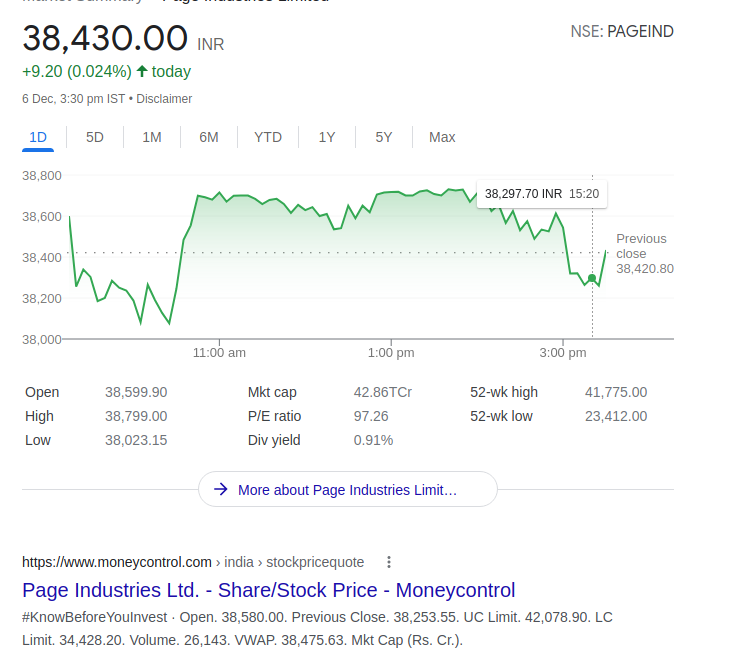 Market Summary > Page Industries Limited
38,430.00 INR
NSE: PAGEIND
+9.20 (0.024%) today
6 Dec, 3:30 pm IST • Disclaimer
1D 5D 1M 6M YTD 1Y 5Y Max
38,800
38,297.70 INR 15:20
38,600
Previous
close
38,420.80
38,400
38,200
38,000
11:00 am 1:00 pm 3:00 pm
Open 38,599.90 Mkt cap 42.86TCr 52-wk high 41,775.00
High 38,799.00 P/E ratio 97.26 52-wk low 23,412.00
Low 38,023.15 Div yield 0.91%
More about Page Industries Limit…
https://www.moneycontrol.com › india › stockpricequote
Page Industries Ltd. - Share/Stock Price - Moneycontrol
#KnowBeforeYouInvest · Open. 38,580.00. Previous Close. 38,253.55. UC Limit. 42,078.90. LC
Limit. 34,428.20. Volume. 26,143. VWAP. 38,475.63. Mkt Cap (Rs. Cr.).